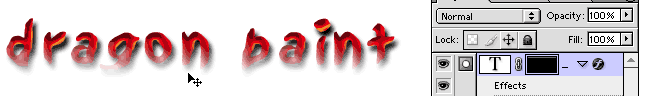 dragon paint
Normal Opacity: 100%
Lock: Fill: 100%
T
Effects